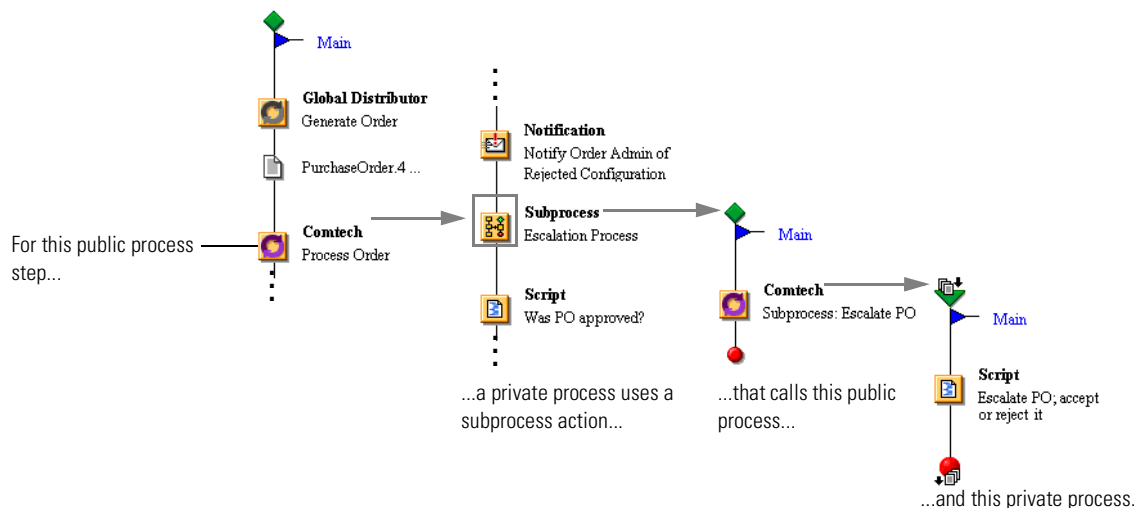 Main
Global Distributor
Generate Order
PurchaseOrder.4 ...
For this public process
step...
Comtech
Process Order
Notification
Notify Order Admin of
Rejected Configuration
Subprocess
Escalation Process
Script
Was PO approved?
...a private process uses a
subprocess action...
Main
Comtech
Subprocess: Escalate PO
...that calls this public
process...
Main
Script
Escalate PO; accept
or reject it
...and this private process.